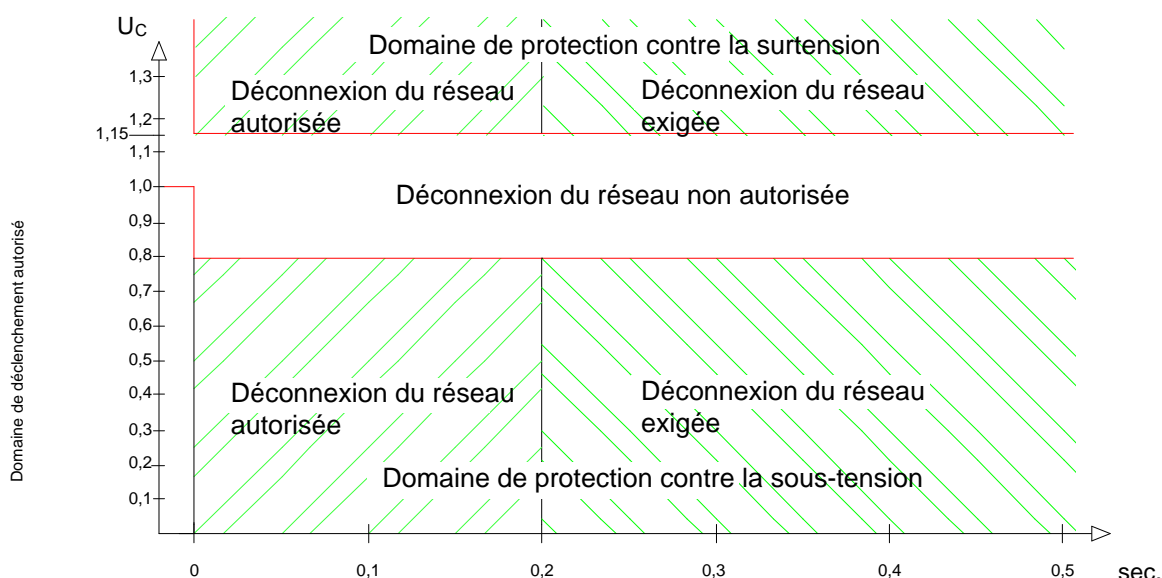 UC
Domaine de protection contre la surtension
1,3
Déconnexion du réseau
autorisée
Déconnexion du réseau
exigée
1,2
1,15
1,1
1,0
Déconnexion du réseau non autorisée
0,9
0,8
0,7
0,6
0,5
0,4
Déconnexion du réseau
autorisée
Déconnexion du réseau
exigée
0,3
0,2
Domaine de protection contre la sous-tension
0,1
0 0,1 0,2 0,3 0,4 0,5 sec.
Domaine de déclenchement autorisé